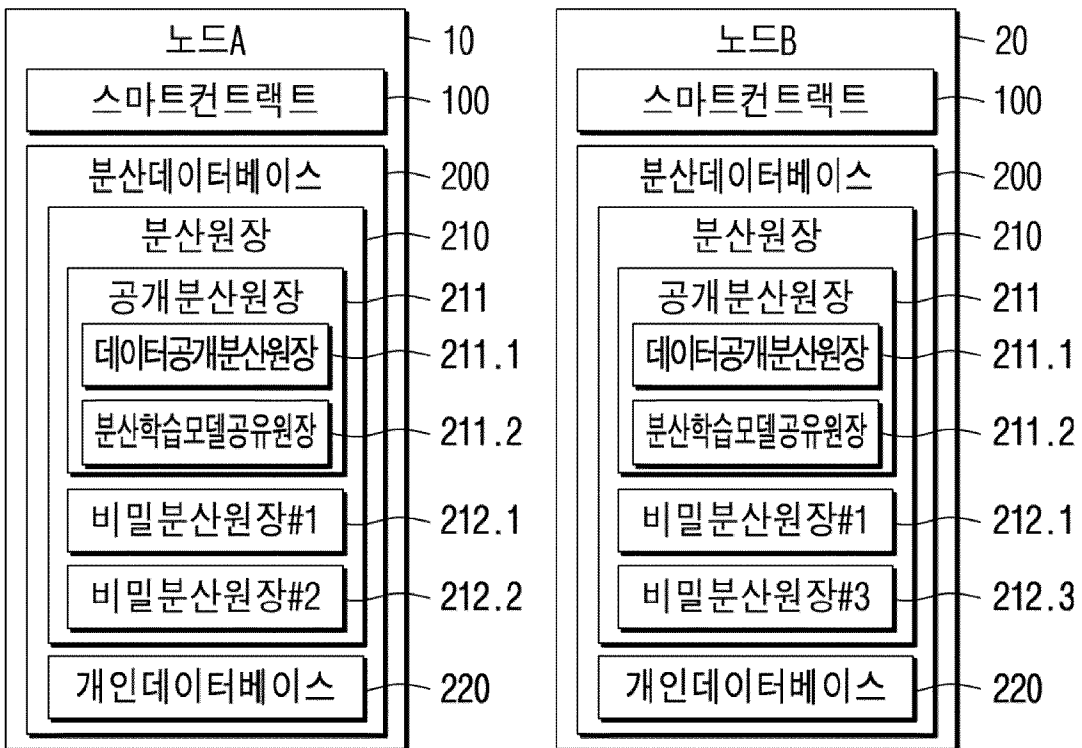 노드A 10
스마트컨트랙트 100
분산데이터베이스 200
분산원장 210
공개분산원장 211
데이터공개분산원장 211.1
분산학습모델공유원장 211.2
비밀분산원장#1 212.1
비밀분산원장#2 212.2
개인데이터베이스 220
노드B 20
스마트컨트랙트 100
분산데이터베이스 200
분산원장 210
공개분산원장 211
데이터공개분산원장 211.1
분산학습모델공유원장 211.2
비밀분산원장#1 212.1
비밀분산원장#3 212.3
개인데이터베이스 220